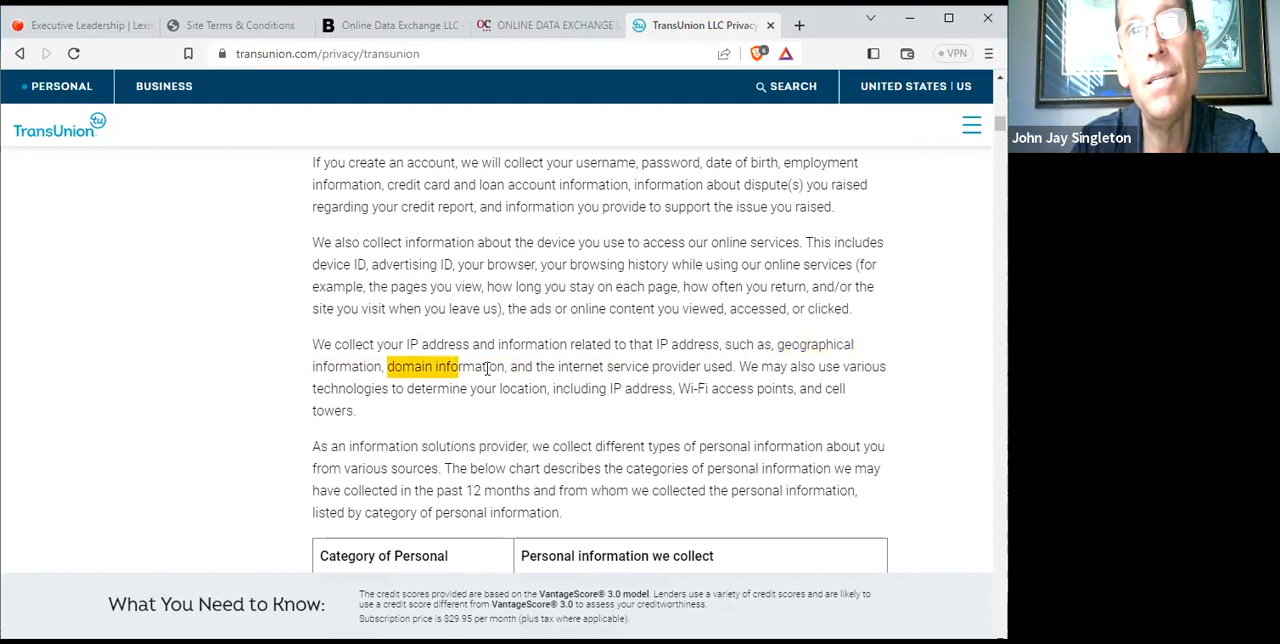 Executive Leadership | Lexis
Site Terms & Conditions
Online Data Exchange LLC -
ONLINE DATA EXCHANGE L
TransUnion LLC Privacy
transunion.com/privacy/transunion
VPN
PERSONAL
BUSINESS
SEARCH
UNITED STATES | US
TransUnion
tu
John Jay Singleton
If you create an account, we will collect your username, password, date of birth, employment
information, credit card and loan account information, information about dispute(s) you raised
regarding your credit report, and information you provide to support the issue you raised.
We also collect information about the device you use to access our online services. This includes
device ID, advertising ID, your browser, your browsing history while using our online services (for
example, the pages you view, how long you stay on each page, how often you return, and/or the
site you visit when you leave us), the ads or online content you viewed, accessed, or clicked.
We collect your IP address and information related to that IP address, such as, geographical
information, domain information, and the internet service provider used. We may also use various
technologies to determine your location, including IP address, Wi-Fi access points, and cell
towers.
As an information solutions provider, we collect different types of personal information about you
from various sources. The below chart describes the categories of personal information we may
have collected in the past 12 months and from whom we collected the personal information,
listed by category of personal information.
Category of Personal
Personal information we collect
What You Need to Know:
The credit scores provided are based on the VantageScore® 3.0 model. Lenders use a variety of credit scores and are likely to
use a credit score different from VantageScore® 3.0 to assess your creditworthiness.
Subscription price is $29.95 per month (plus tax where applicable).